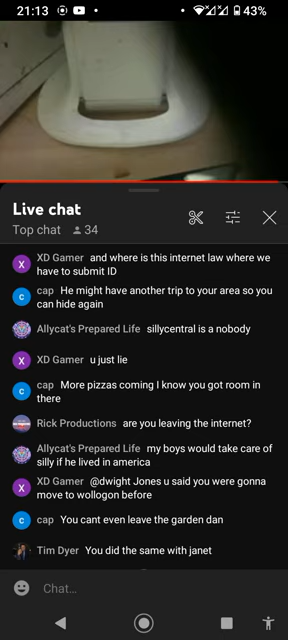 21:13 43%
Live chat
Top chat 34
XD Gamer and where is this internet law where we
have to submit ID
cap He might have another trip to your area so you
can hide again
Allycat's Prepared Life sillycentral is a nobody
XD Gamer u just lie
cap More pizzas coming I know you got room in
there
Rick Productions are you leaving the internet?
Allycat's Prepared Life my boys would take care of
silly if he lived in america
XD Gamer @dwight Jones u said you were gonna
move to wollogon before
cap You cant even leave the garden dan
Tim Dyer You did the same with janet
Chat...